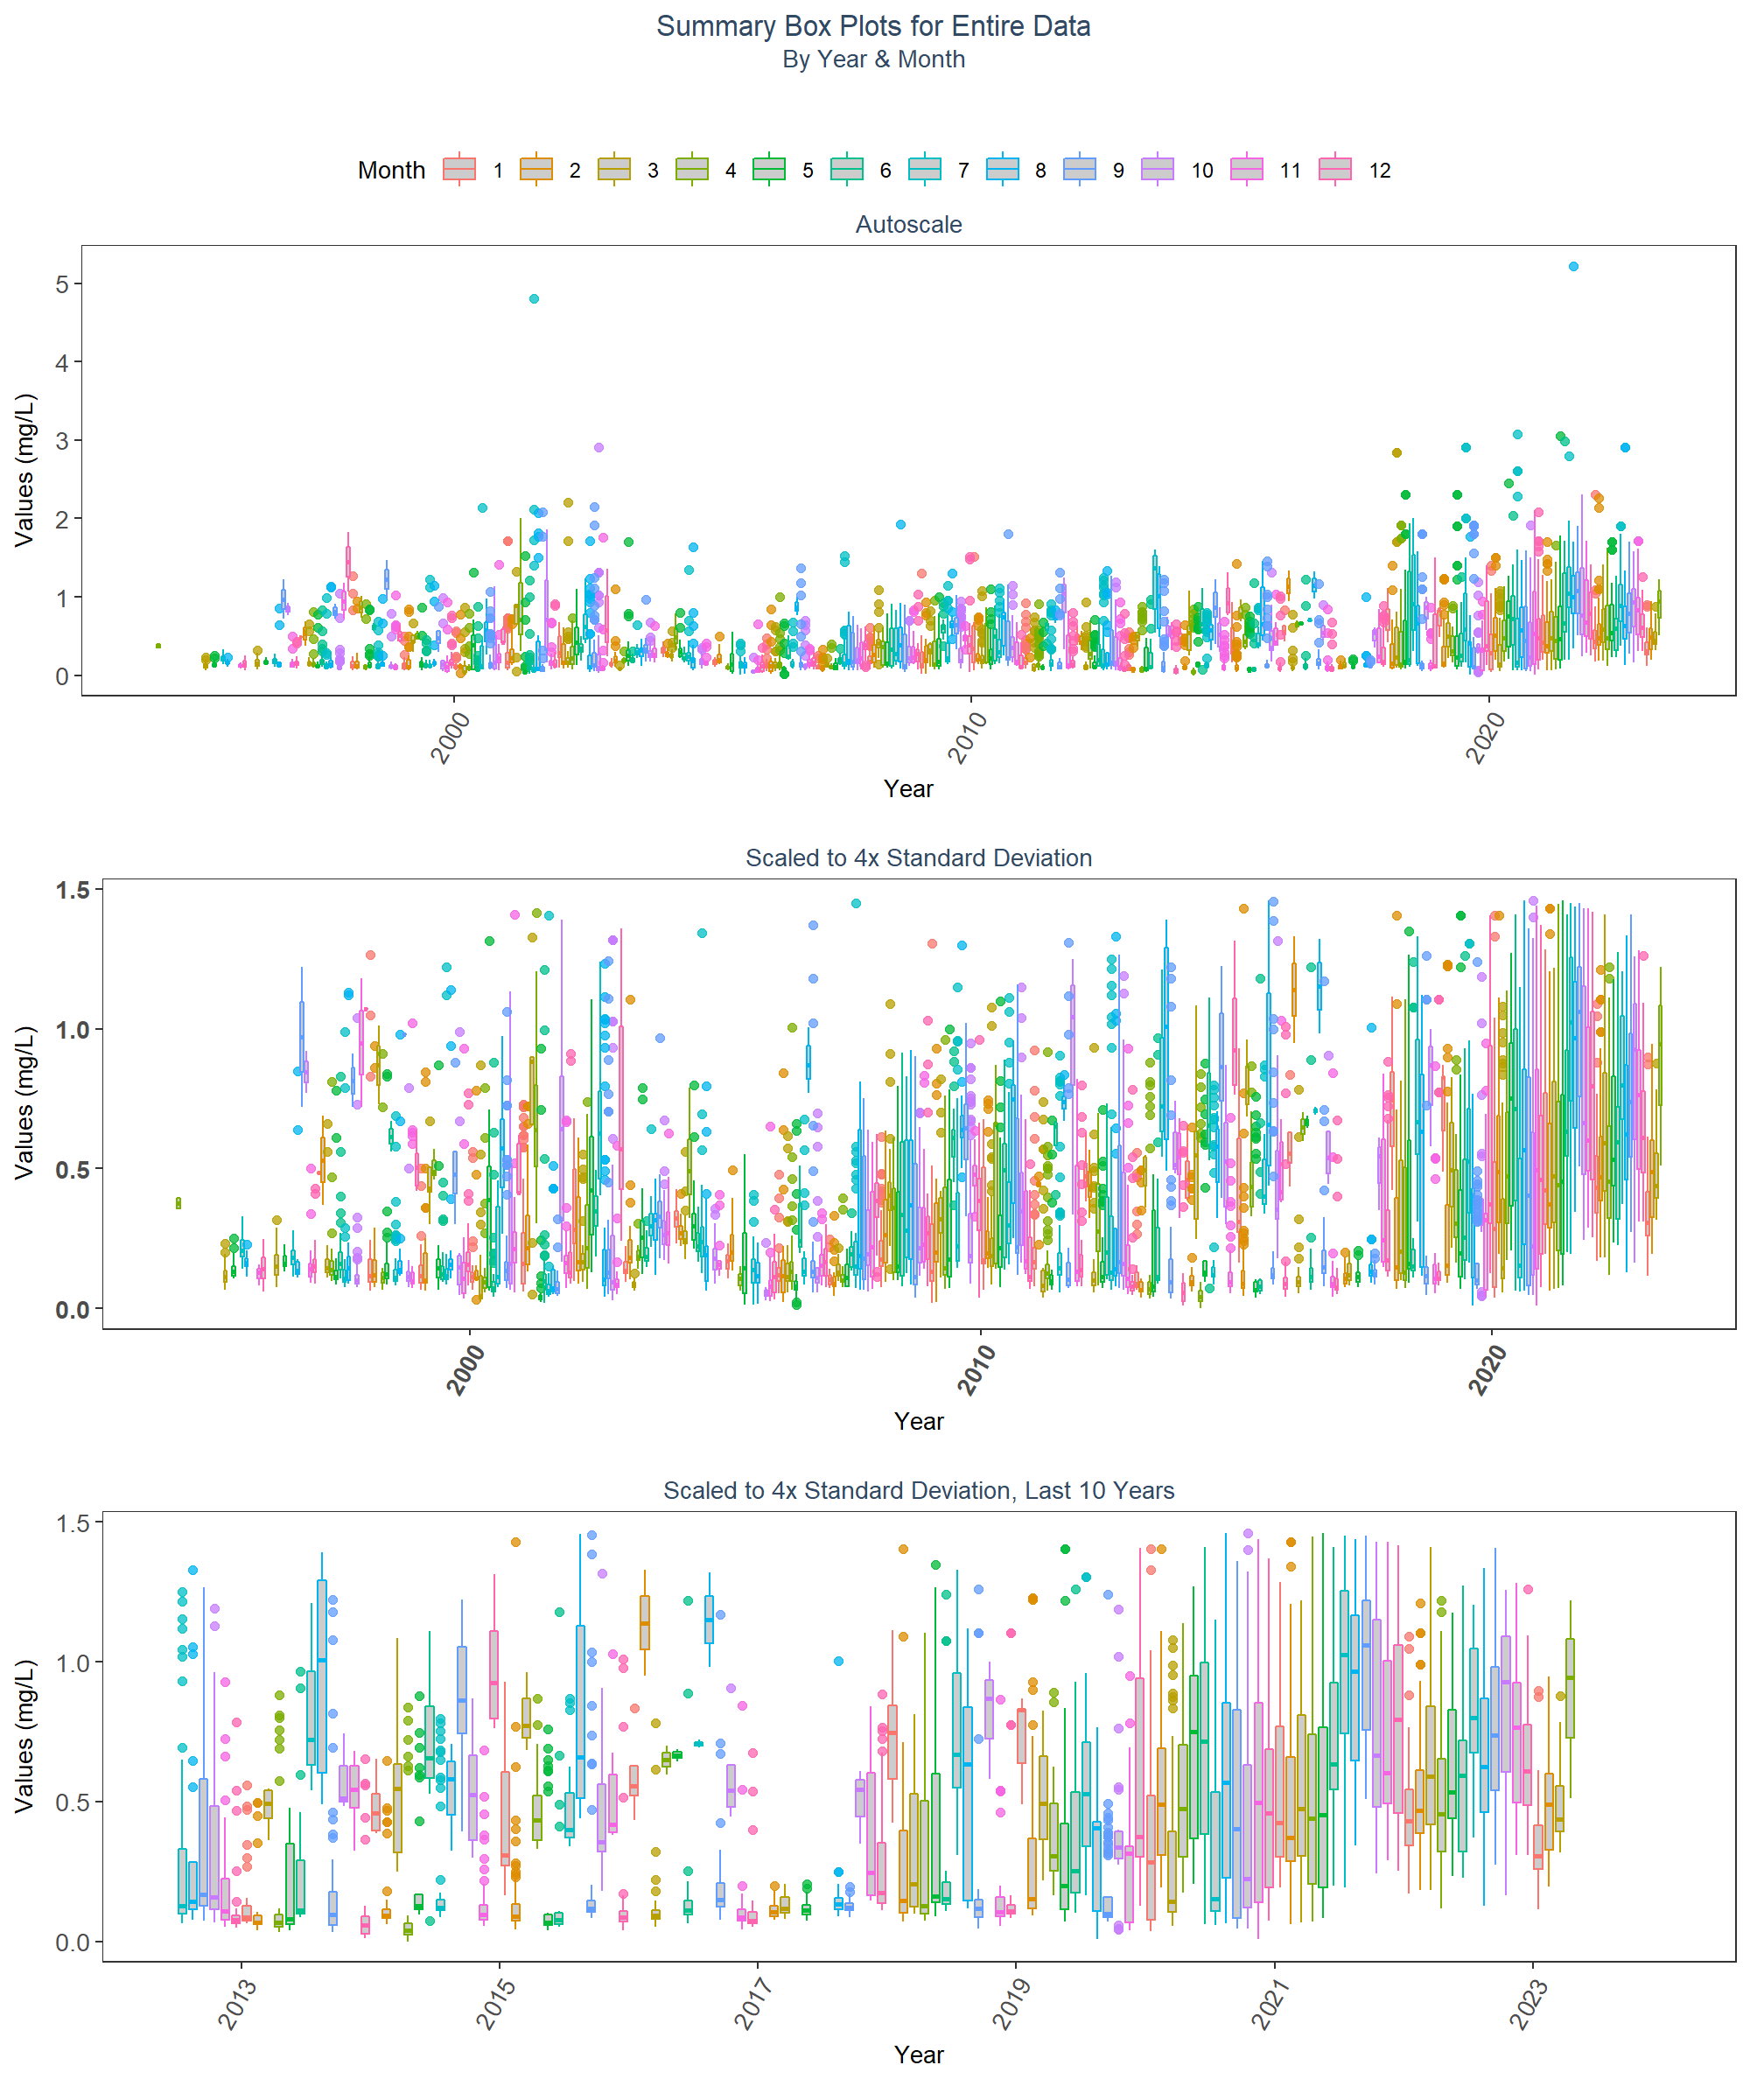 Summary Box Plots for Entire Data
By Year & Month
Month 1 2 3 4 5 6 7 8 9 10 11 12
Autoscale
Values (mg/L)
5
4
3
2
1
0
2000 2010 2020
Year
Scaled to 4x Standard Deviation
Values (mg/L)
1.5
1.0
0.5
0.0
2000 2010 2020
Year
Scaled to 4x Standard Deviation, Last 10 Years
Values (mg/L)
1.5
1.0
0.5
0.0
2013 2015 2017 2019 2021 2023
Year